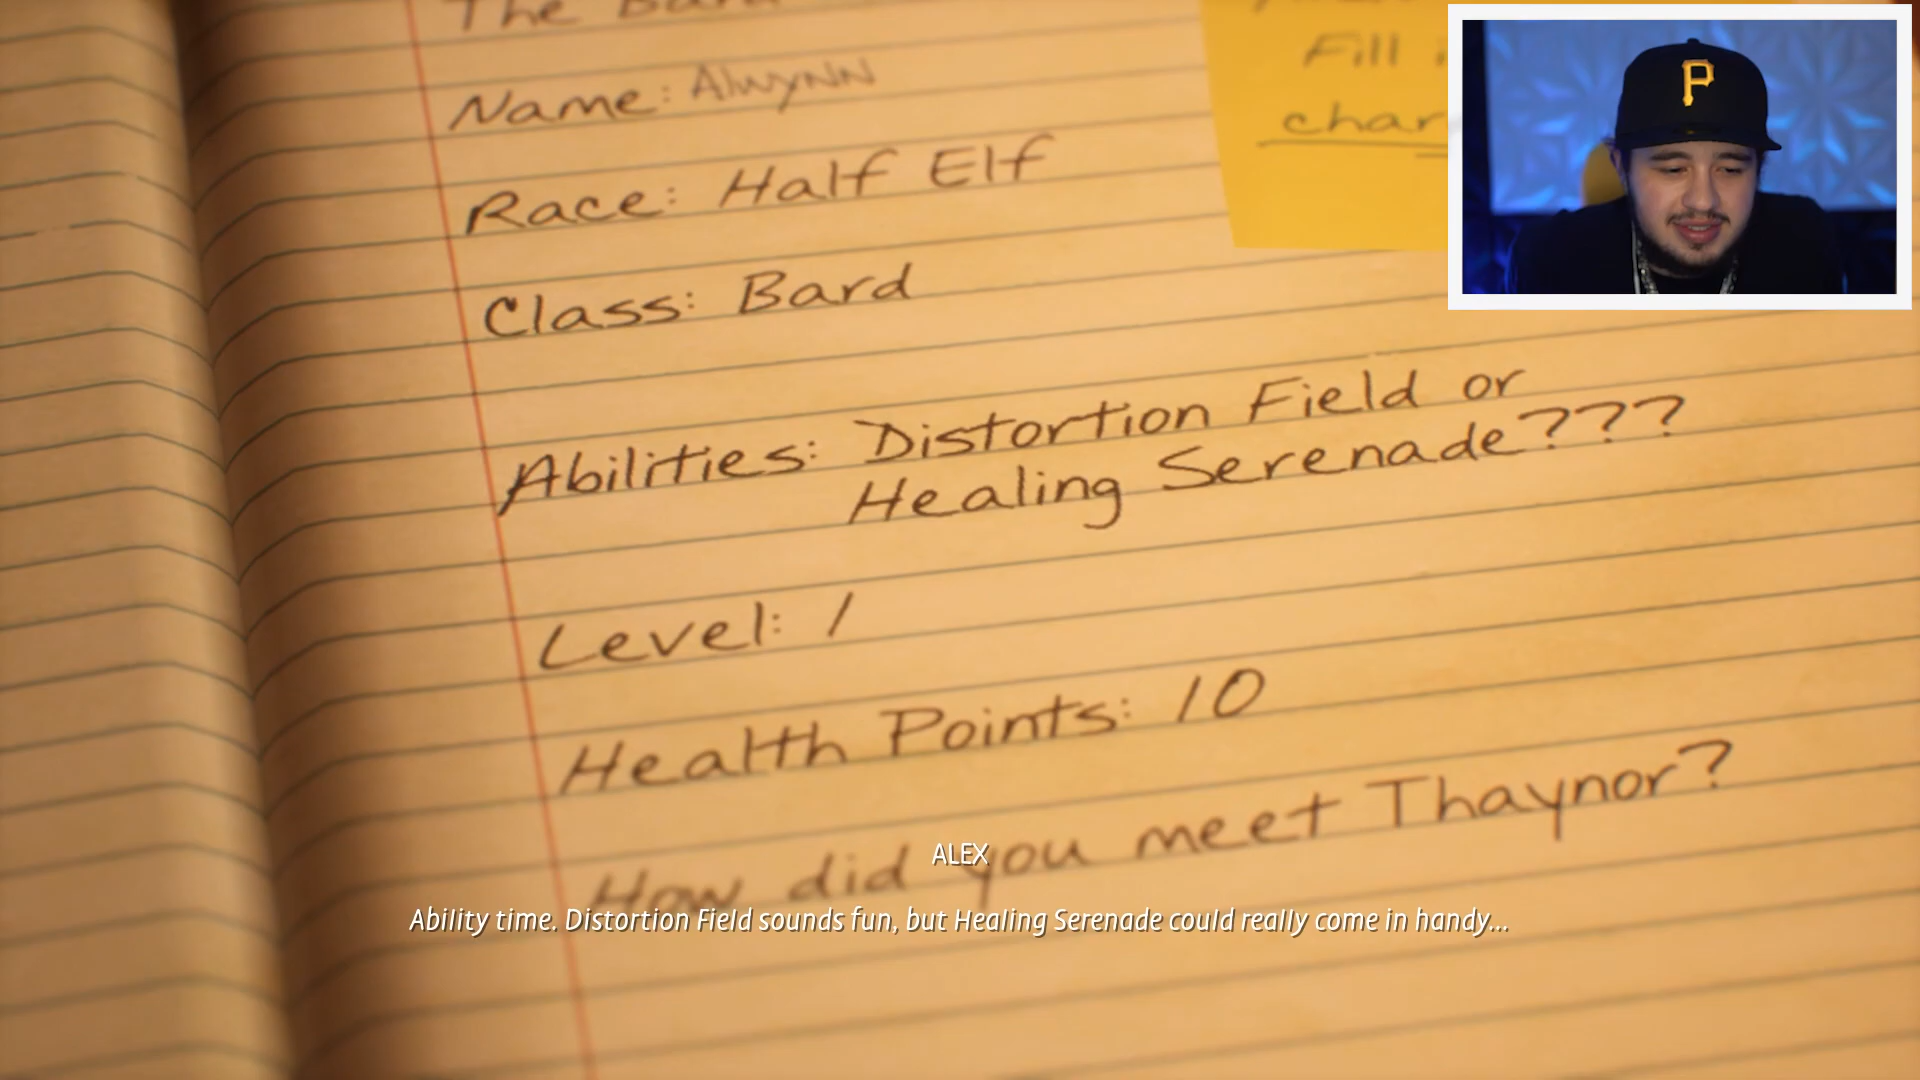 The Bard
Name: Alwynn
Fill
Race: Half Elf
Class: Bard
Abilities: Distortion Field or
Healing Serenade???
Level: 1
Health Points: 10
How did you meet Thaynor?
ALEX
Ability time. Distortion Field sounds fun, but Healing Serenade could really come in handy...
P